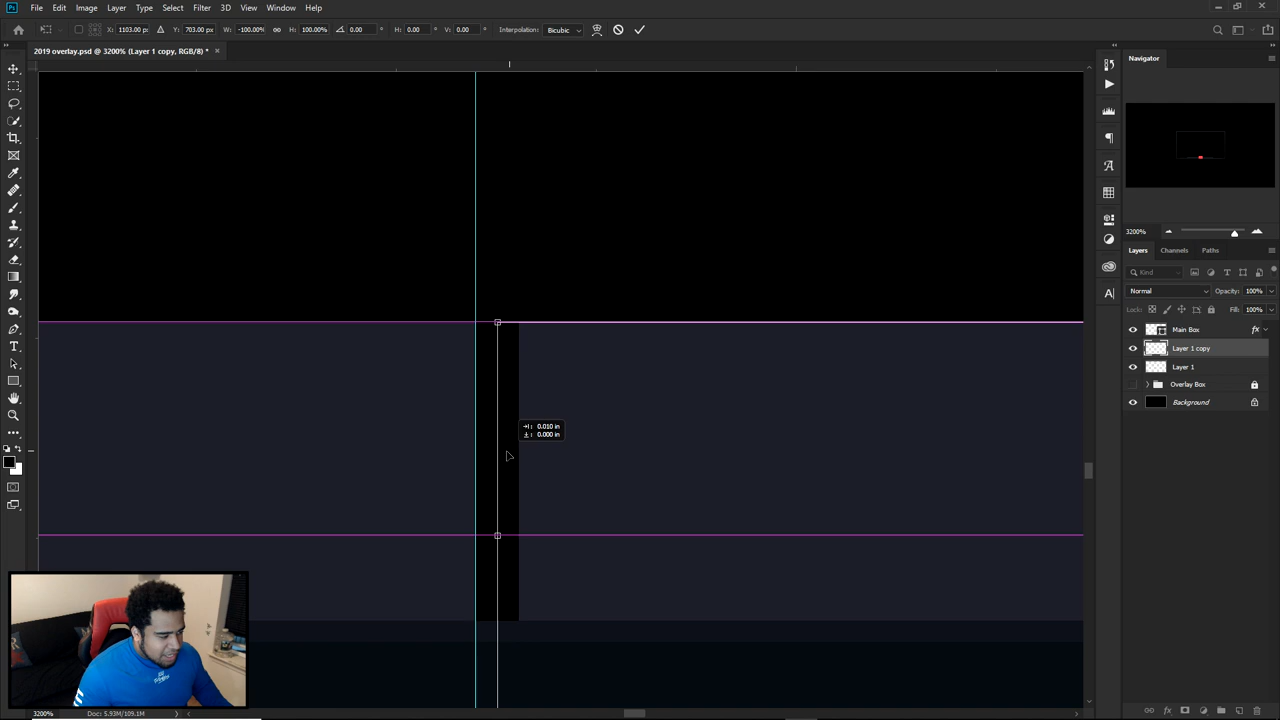 Ps File Edit Image Layer Type Select Filter 3D View Window Help
X: 1103.00 px Y: 703.00 px W: -100.00% H: 100.00% 0.00 H: 0.00 V: 0.00 Interpolation: Bicubic
2019 overlay.psd @ 3200% (Layer 1 copy, RGB/8) * ×
Navigator
3200%
Layers Channels Paths
Kind
Normal Opacity: 100%
Lock: Fill: 100%
Main Box fx
Layer 1 copy
Layer 1
Overlay Box
Background
0.010 in
0.000 in
3200% Doc: 5.93M/109.1M